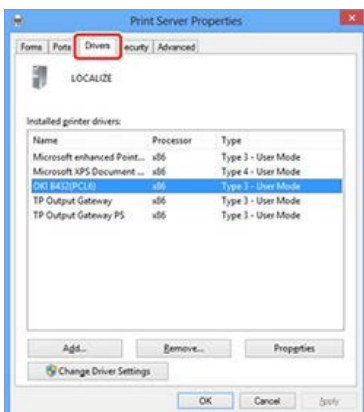 Print Server Properties
Forms Ports Drivers ecurty Advanced
LOCALIZE
Installed printer drivers:
Name Processor Type
Microsoft enhanced Point... x86 Type 3 - User Mode
Microsoft XPS Document ... x86 Type 4 - User Mode
OKI B432(PCL6) x86 Type 3 - User Mode
TP Output Gateway x86 Type 3 - User Mode
TP Output Gateway PS x86 Type 3 - User Mode
Add... Remove... Properties
Change Driver Settings
OK Cancel Apply